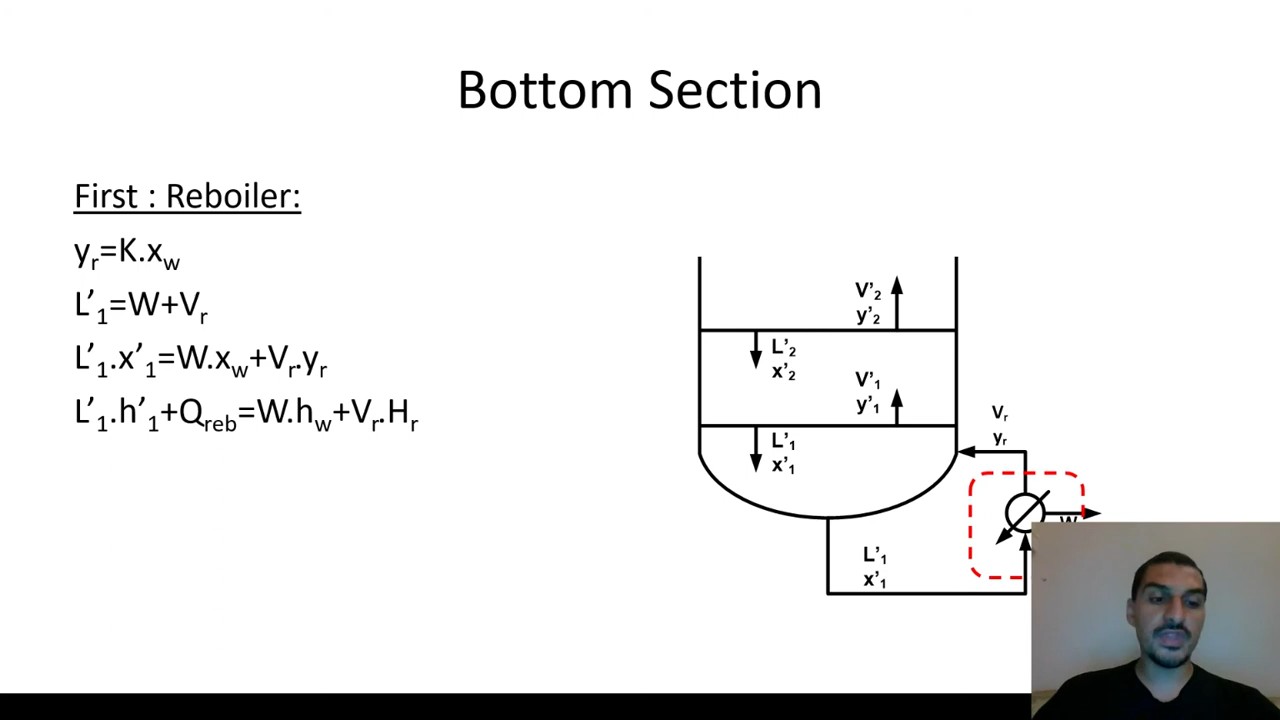 Bottom Section
First : Reboiler:
yr=K.xw
L’1=W+Vr
L’1.x’1=W.xw+Vr.yr
L’1.h’1+Qreb=W.hw+Vr.Hr
V'2
y'2
L'2
x'2
V'1
y'1
L'1
x'1
Vr
yr
W
L'1
x'1